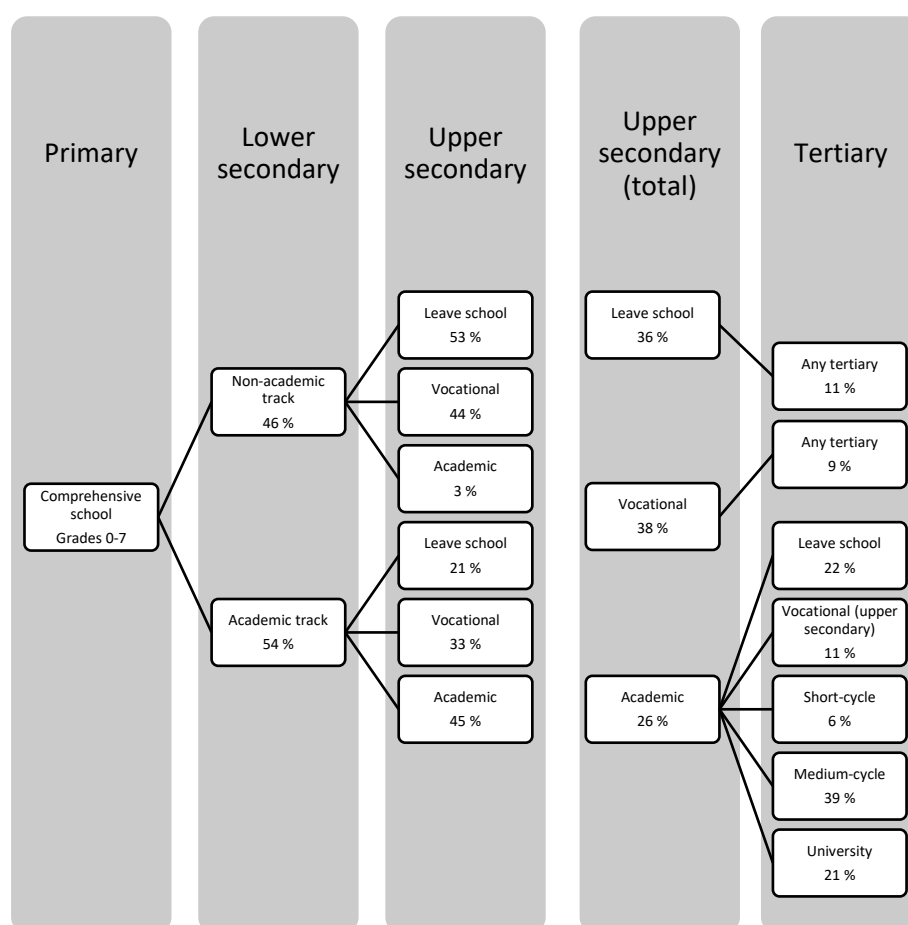 Primary
Lower
secondary
Upper
secondary
Upper
secondary
(total)
Tertiary
Comprehensive
school
Grades 0-7
Non-academic
track
46 %
Academic track
54 %
Leave school
53 %
Vocational
44 %
Academic
3 %
Leave school
21 %
Vocational
33 %
Academic
45 %
Leave school
36 %
Vocational
38 %
Academic
26 %
Any tertiary
11 %
Any tertiary
9 %
Leave school
22 %
Vocational (upper
secondary)
11 %
Short-cycle
6 %
Medium-cycle
39 %
University
21 %